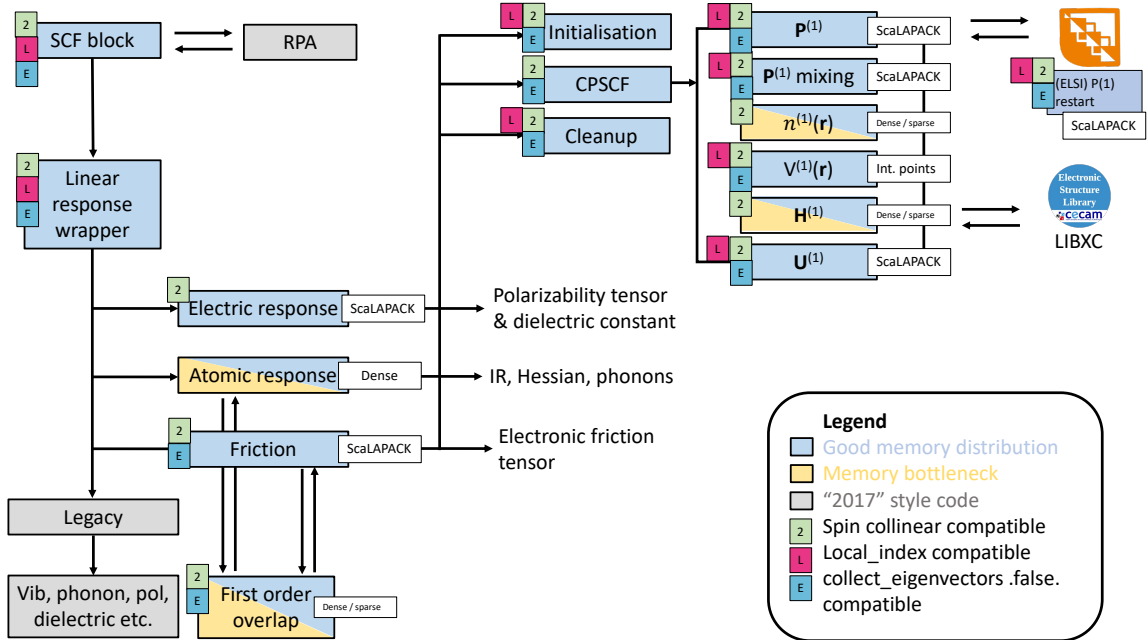 2
L
E
SCF block
RPA
2
L
E
Linear
response
wrapper
2
Electric response
ScaLAPACK
Polarizability tensor
& dielectric constant
Atomic response
Dense
IR, Hessian, phonons
2
E
Friction
ScaLAPACK
Electronic friction
tensor
Legacy
Vib, phonon, pol,
dielectric etc.
2
E
First order
overlap
Dense / sparse
L
2
E
Initialisation
2
E
CPSCF
L
2
E
Cleanup
L
2
E
P⁽¹⁾
ScaLAPACK
L
2
E
P⁽¹⁾ mixing
ScaLAPACK
2
n⁽¹⁾(r)
Dense / sparse
L
2
E
V⁽¹⁾(r)
Int. points
2
H⁽¹⁾
Dense / sparse
L
2
E
U⁽¹⁾
ScaLAPACK
L
2
E
(ELSI) P(1)
restart
ScaLAPACK
Electronic
Structure
Library
cecam
LIBXC
Legend
Good memory distribution
Memory bottleneck
“2017” style code
2
Spin collinear compatible
L
Local_index compatible
E
collect_eigenvectors .false.
compatible